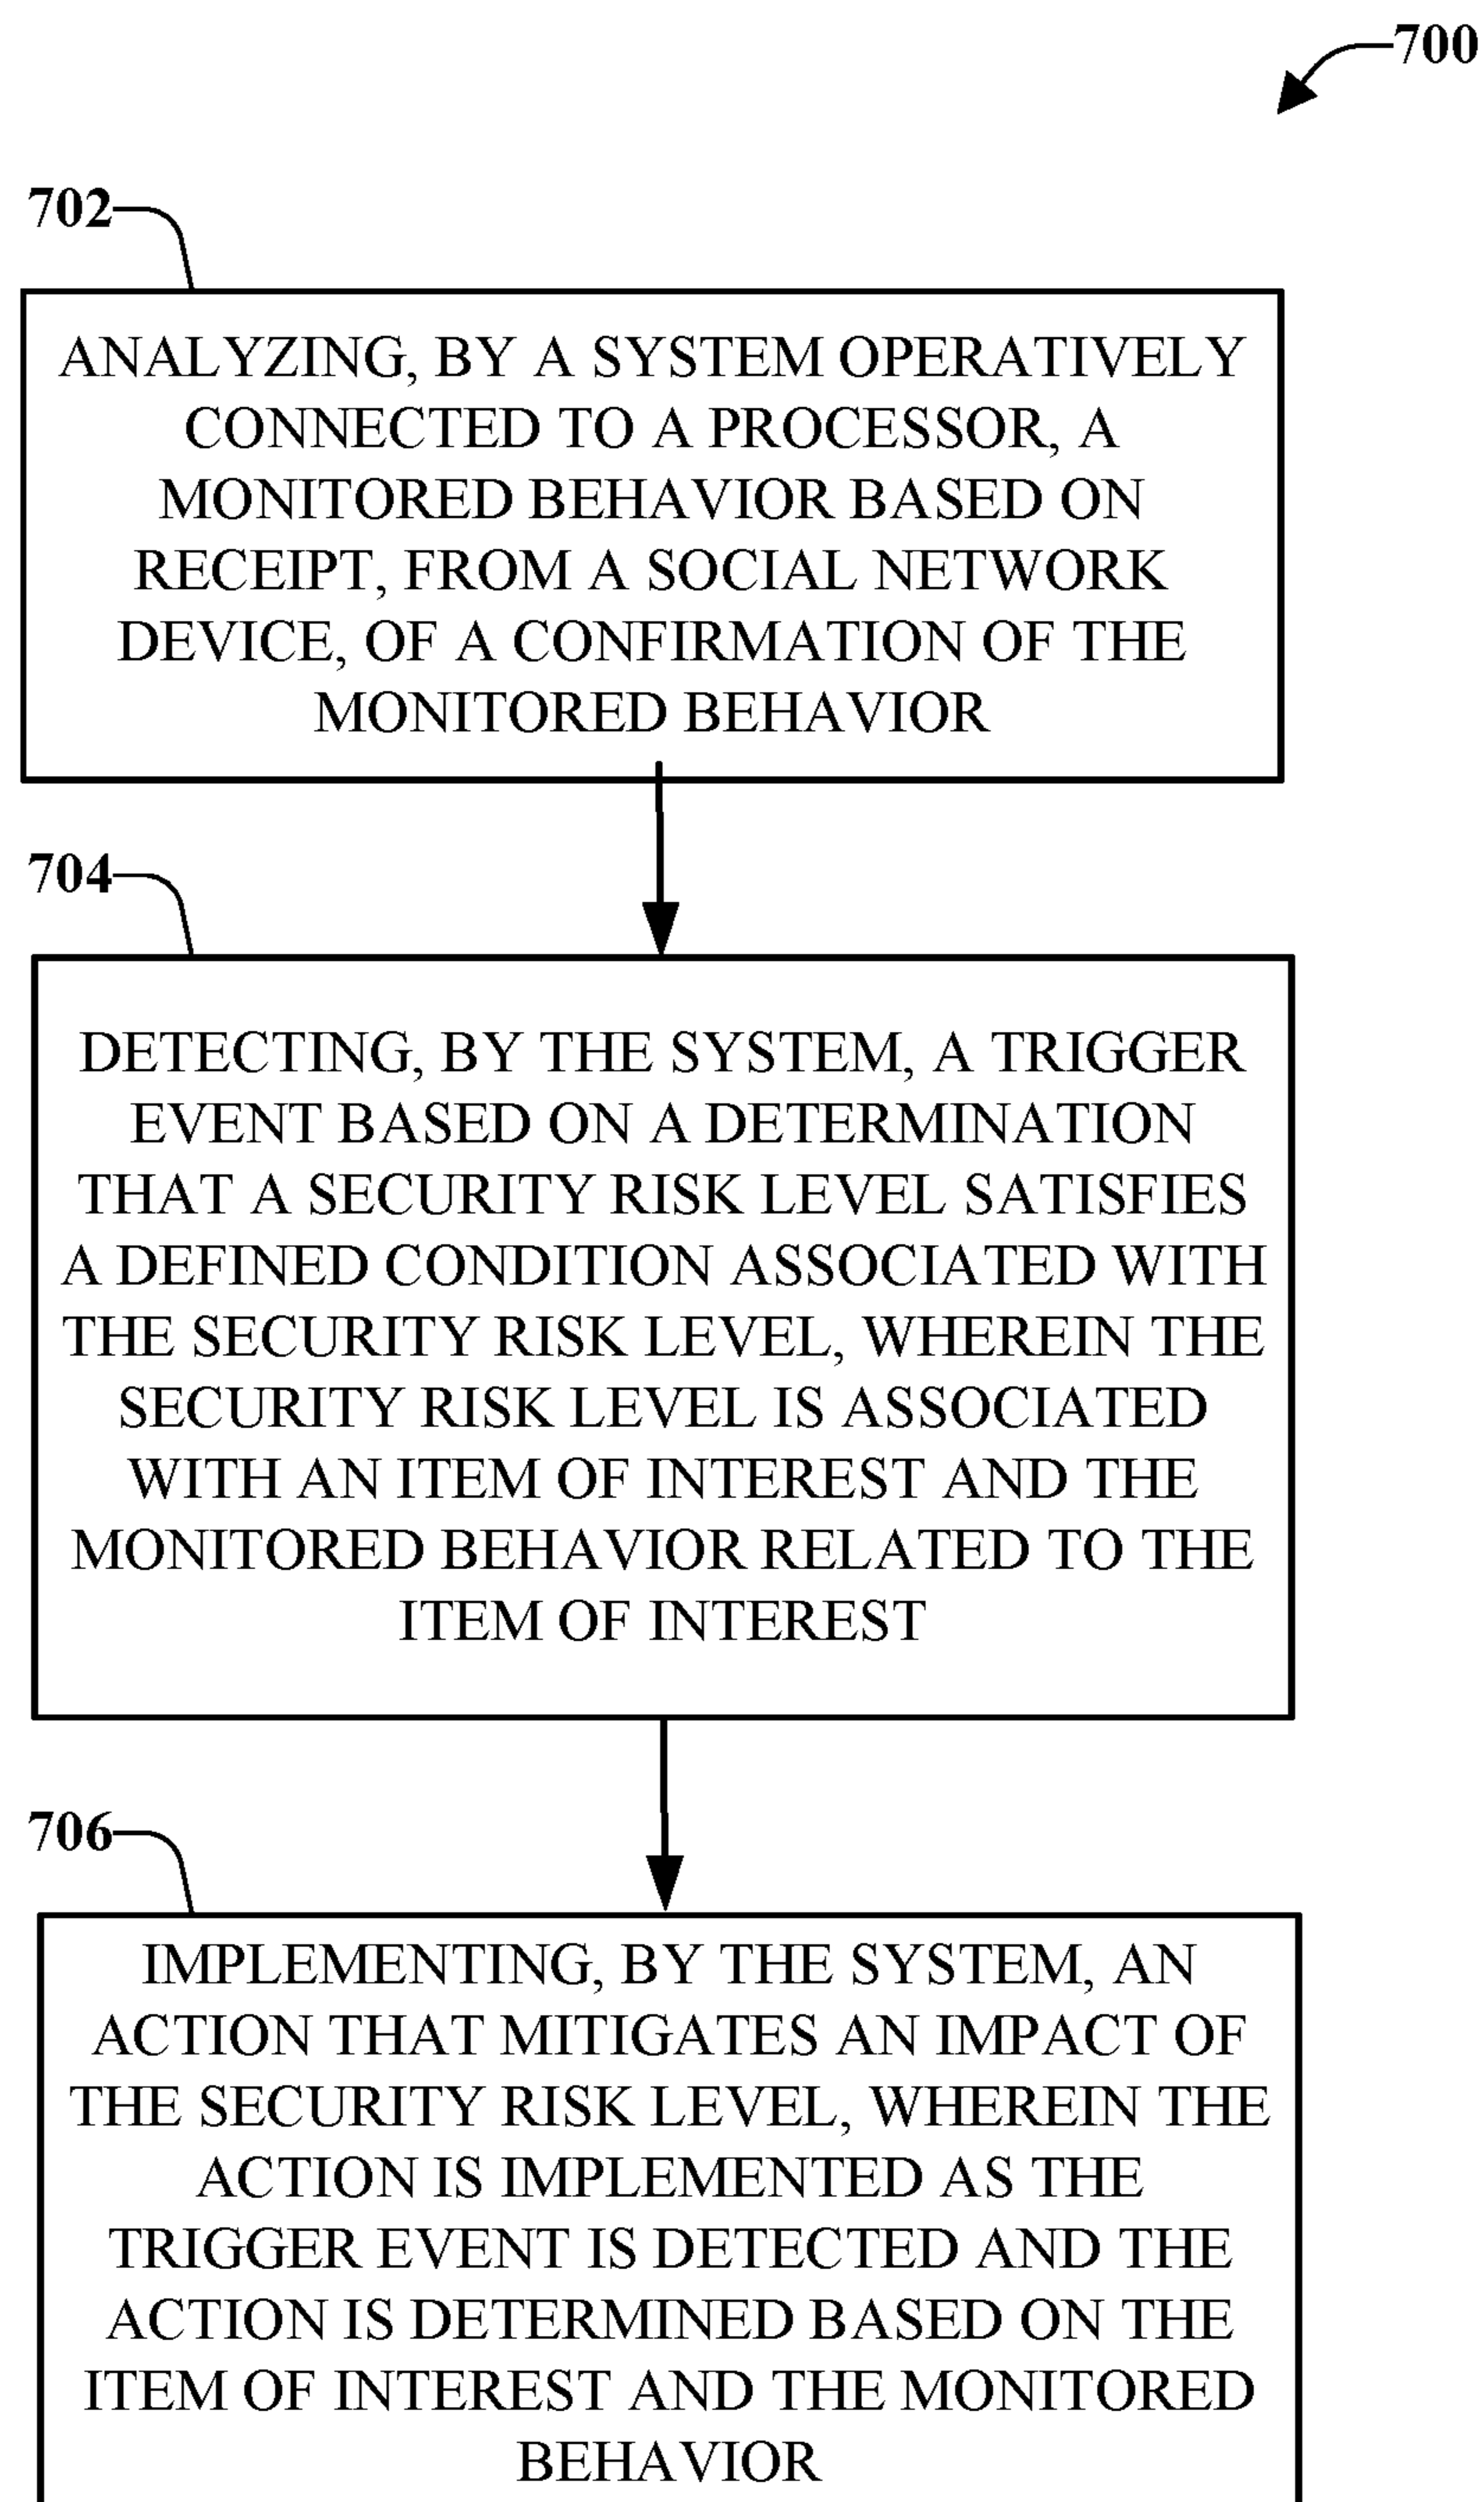 700
702
ANALYZING, BY A SYSTEM OPERATIVELY
CONNECTED TO A PROCESSOR, A
MONITORED BEHAVIOR BASED ON
RECEIPT, FROM A SOCIAL NETWORK
DEVICE, OF A CONFIRMATION OF THE
MONITORED BEHAVIOR
704
DETECTING, BY THE SYSTEM, A TRIGGER
EVENT BASED ON A DETERMINATION
THAT A SECURITY RISK LEVEL SATISFIES
A DEFINED CONDITION ASSOCIATED WITH
THE SECURITY RISK LEVEL, WHEREIN THE
SECURITY RISK LEVEL IS ASSOCIATED
WITH AN ITEM OF INTEREST AND THE
MONITORED BEHAVIOR RELATED TO THE
ITEM OF INTEREST
706
IMPLEMENTING, BY THE SYSTEM, AN
ACTION THAT MITIGATES AN IMPACT OF
THE SECURITY RISK LEVEL, WHEREIN THE
ACTION IS IMPLEMENTED AS THE
TRIGGER EVENT IS DETECTED AND THE
ACTION IS DETERMINED BASED ON THE
ITEM OF INTEREST AND THE MONITORED
BEHAVIOR